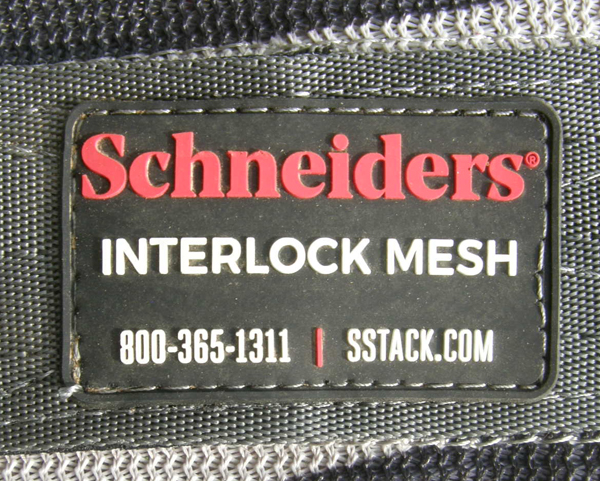 Schneiders®
INTERLOCK MESH
800-365-1311 | SSTACK.COM